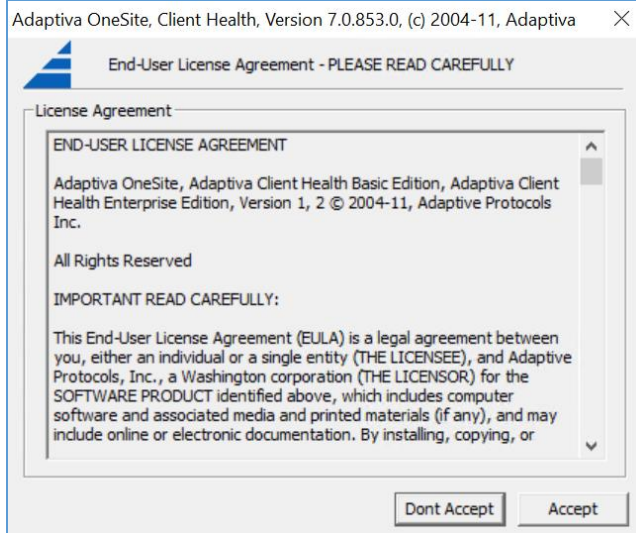 Adaptiva OneSite, Client Health, Version 7.0.853.0, (c) 2004-11, Adaptiva
End-User License Agreement - PLEASE READ CAREFULLY
License Agreement
END-USER LICENSE AGREEMENT
Adaptiva OneSite, Adaptiva Client Health Basic Edition, Adaptiva Client
Health Enterprise Edition, Version 1, 2 © 2004-11, Adaptive Protocols
Inc.
All Rights Reserved
IMPORTANT READ CAREFULLY:
This End-User License Agreement (EULA) is a legal agreement between
you, either an individual or a single entity (THE LICENSEE), and Adaptive
Protocols, Inc., a Washington corporation (THE LICENSOR) for the
SOFTWARE PRODUCT identified above, which includes computer
software and associated media and printed materials (if any), and may
include online or electronic documentation. By installing, copying, or
Dont Accept
Accept